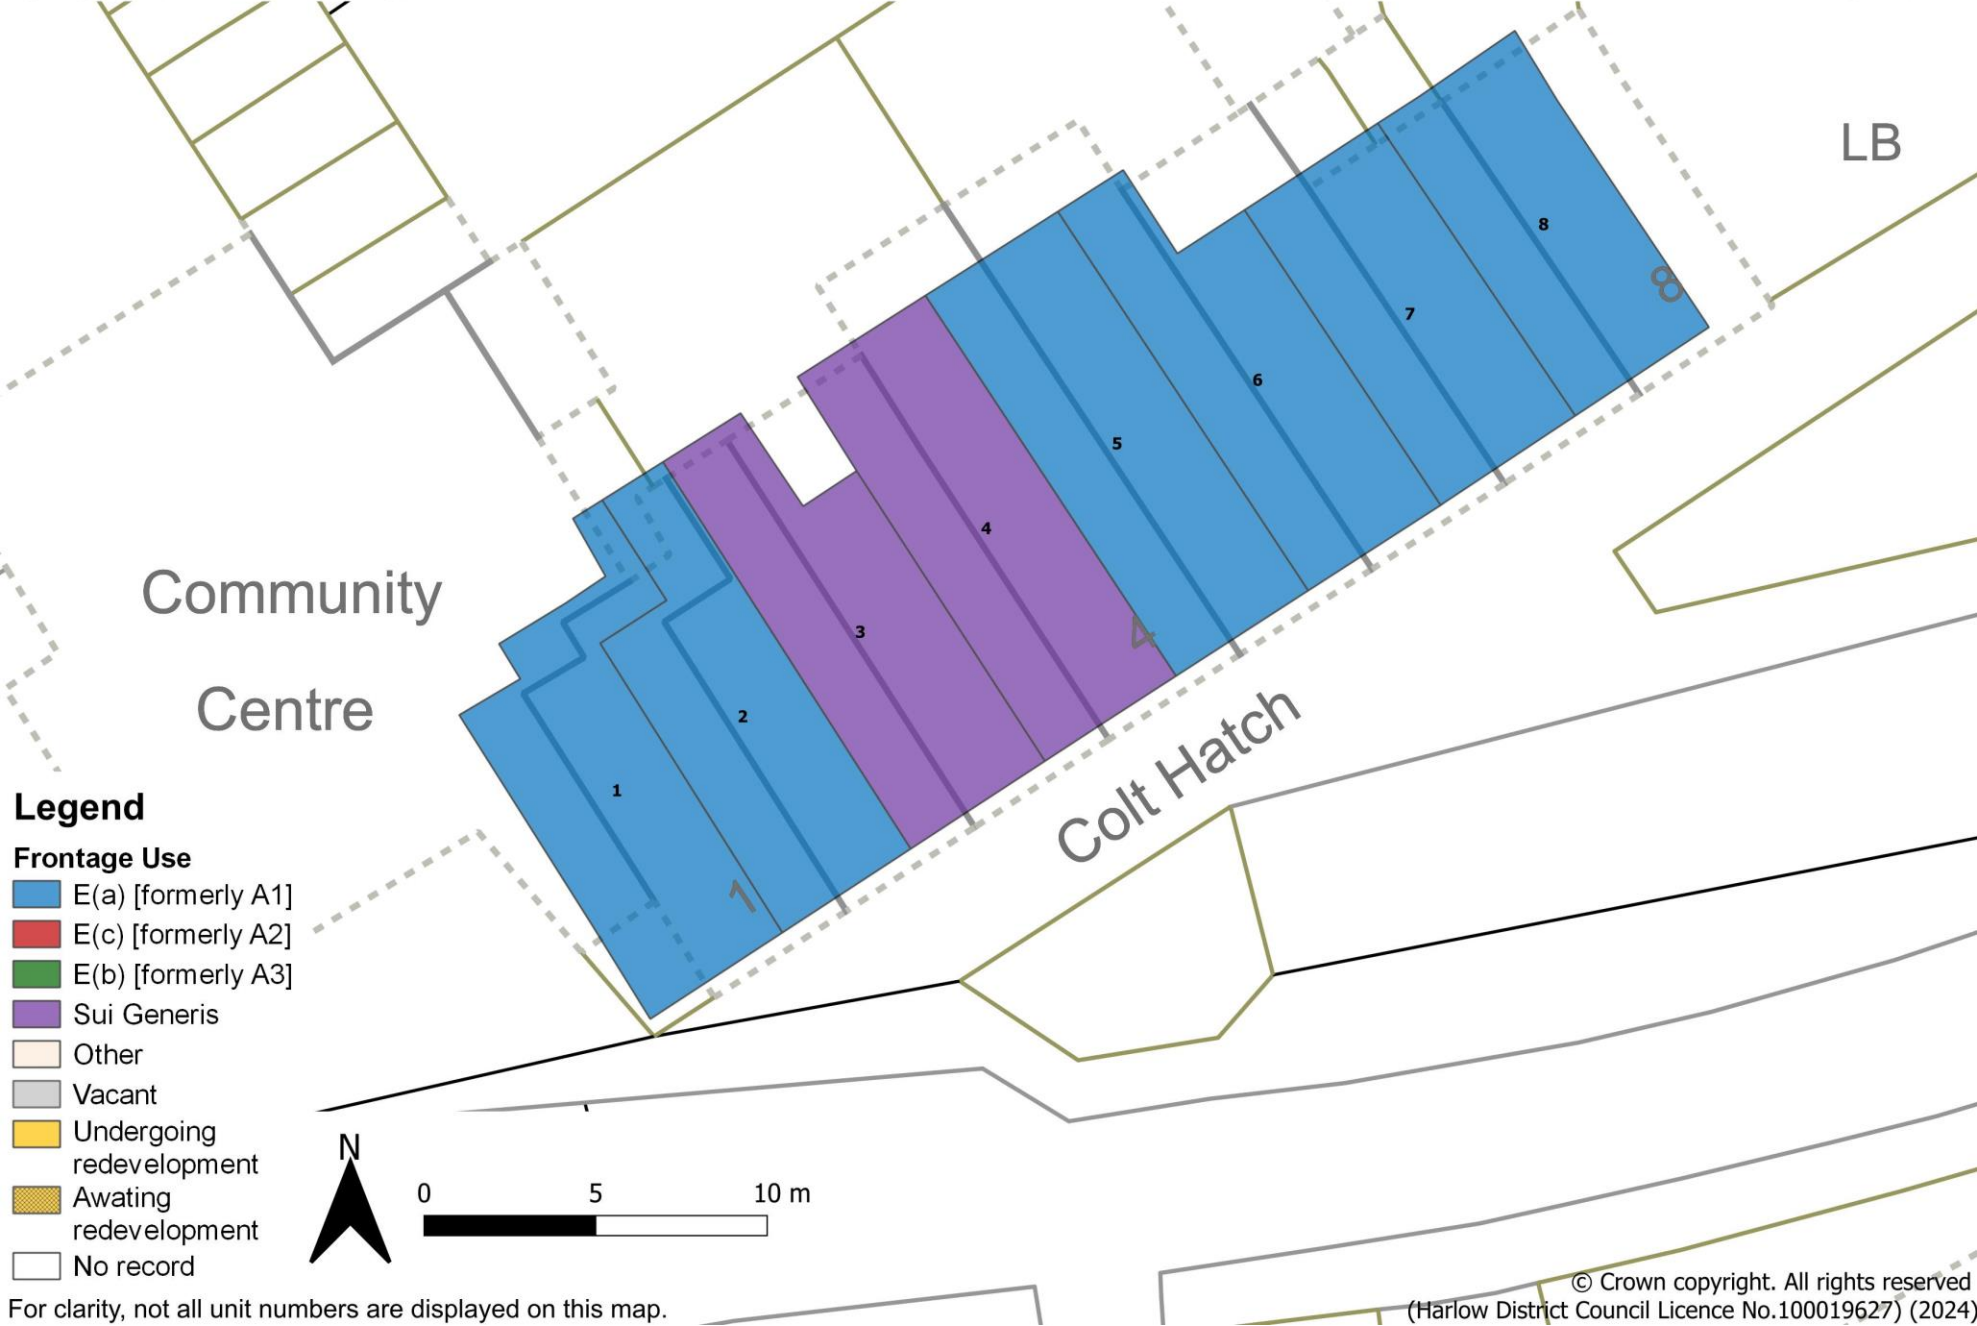 LB
8
8
7
6
5
4
4
3
2
1
1
Community
Centre
Colt Hatch
Legend
Frontage Use
E(a) [formerly A1]
E(c) [formerly A2]
E(b) [formerly A3]
Sui Generis
Other
Vacant
Undergoing
redevelopment
Awating
redevelopment
No record
N
0 5 10 m
For clarity, not all unit numbers are displayed on this map.
© Crown copyright. All rights reserved
(Harlow District Council Licence No.100019627) (2024)